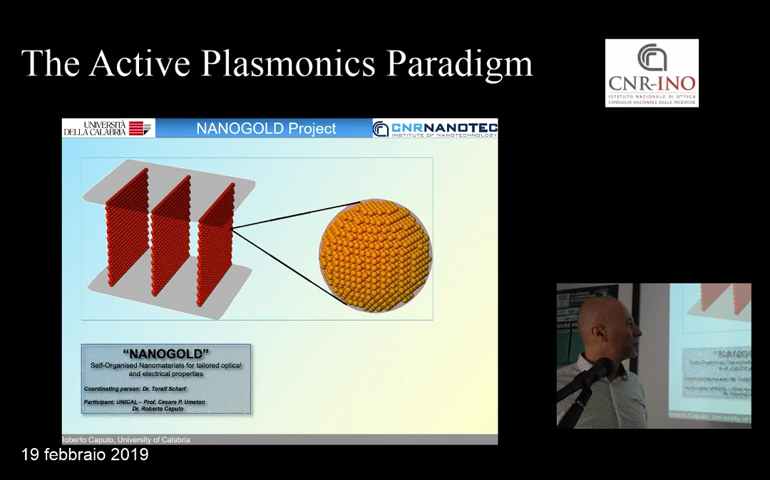 The Active Plasmonics Paradigm
CNR-INO
ISTITUTO NAZIONALE DI OTTICA
CONSIGLIO NAZIONALE DELLE RICERCHE
UNIVERSITÀ
DELLA CALABRIA
NANOGOLD Project
CNRNANOTEC
INSTITUTE OF NANOTECHNOLOGY
"NANOGOLD"
Self-Organised Nanomaterials for tailored optical
and electrical properties
Coordinating person: Dr. Toralf Scharf
Participant: UNICAL – Prof. Cesare P. Umeton
Dr. Roberto Caputo
Roberto Caputo, University of Calabria
19 febbraio 2019